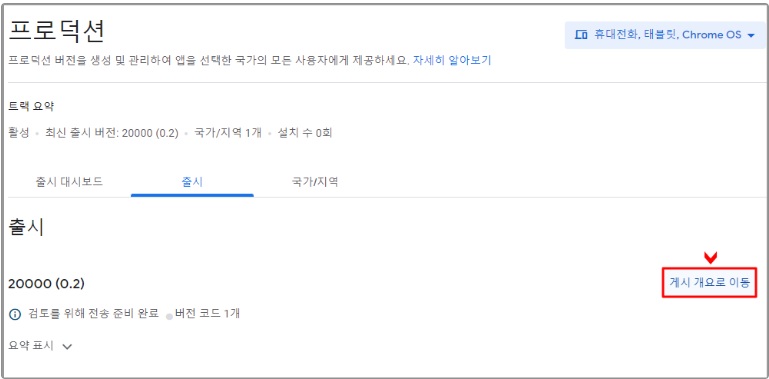 프로덕션
휴대전화, 태블릿, Chrome OS
프로덕션 버전을 생성 및 관리하여 앱을 선택한 국가의 모든 사용자에게 제공하세요. 자세히 알아보기
트랙 요약
활성 • 최신 출시 버전: 20000 (0.2) • 국가/지역 1개 • 설치 수 0회
출시 대시보드 출시 국가/지역
출시
20000 (0.2)
게시 개요로 이동
검토를 위해 전송 준비 완료 버전 코드 1개
요약 표시